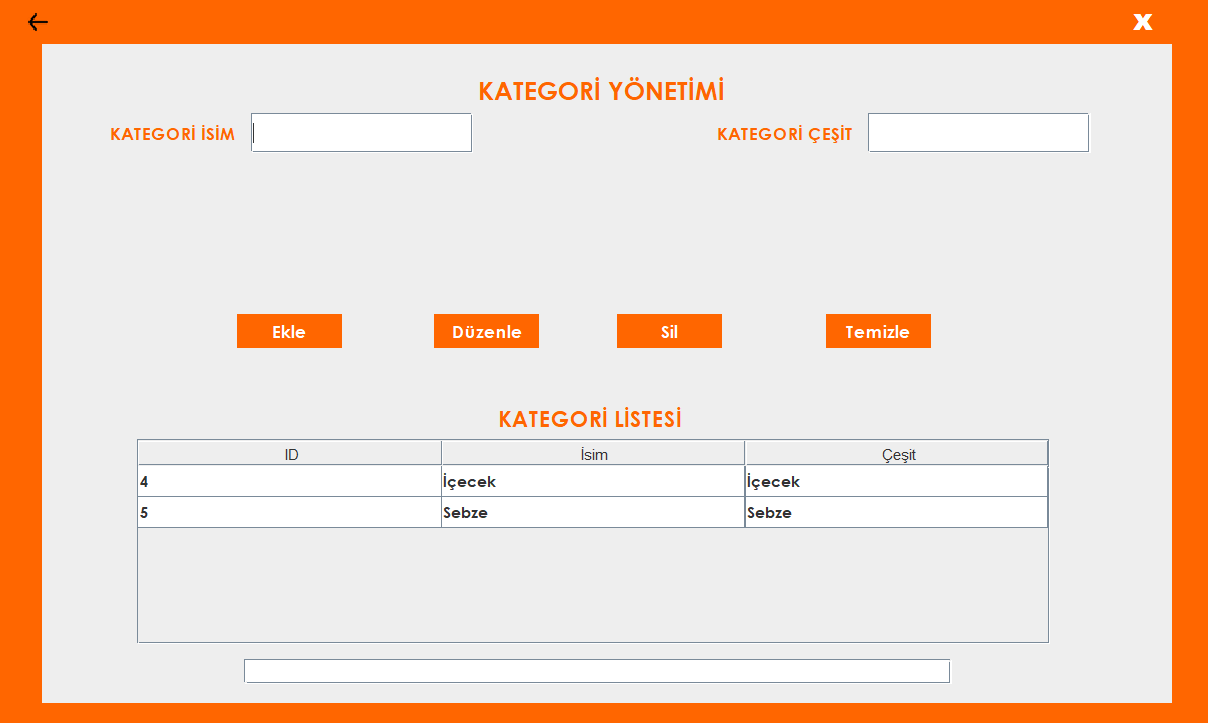 X
KATEGORİ YÖNETİMİ
KATEGORİ İSİM KATEGORİ ÇEŞİT
Ekle Düzenle Sil Temizle
KATEGORİ LİSTESİ
ID İsim Çeşit
4 İçecek İçecek
5 Sebze Sebze